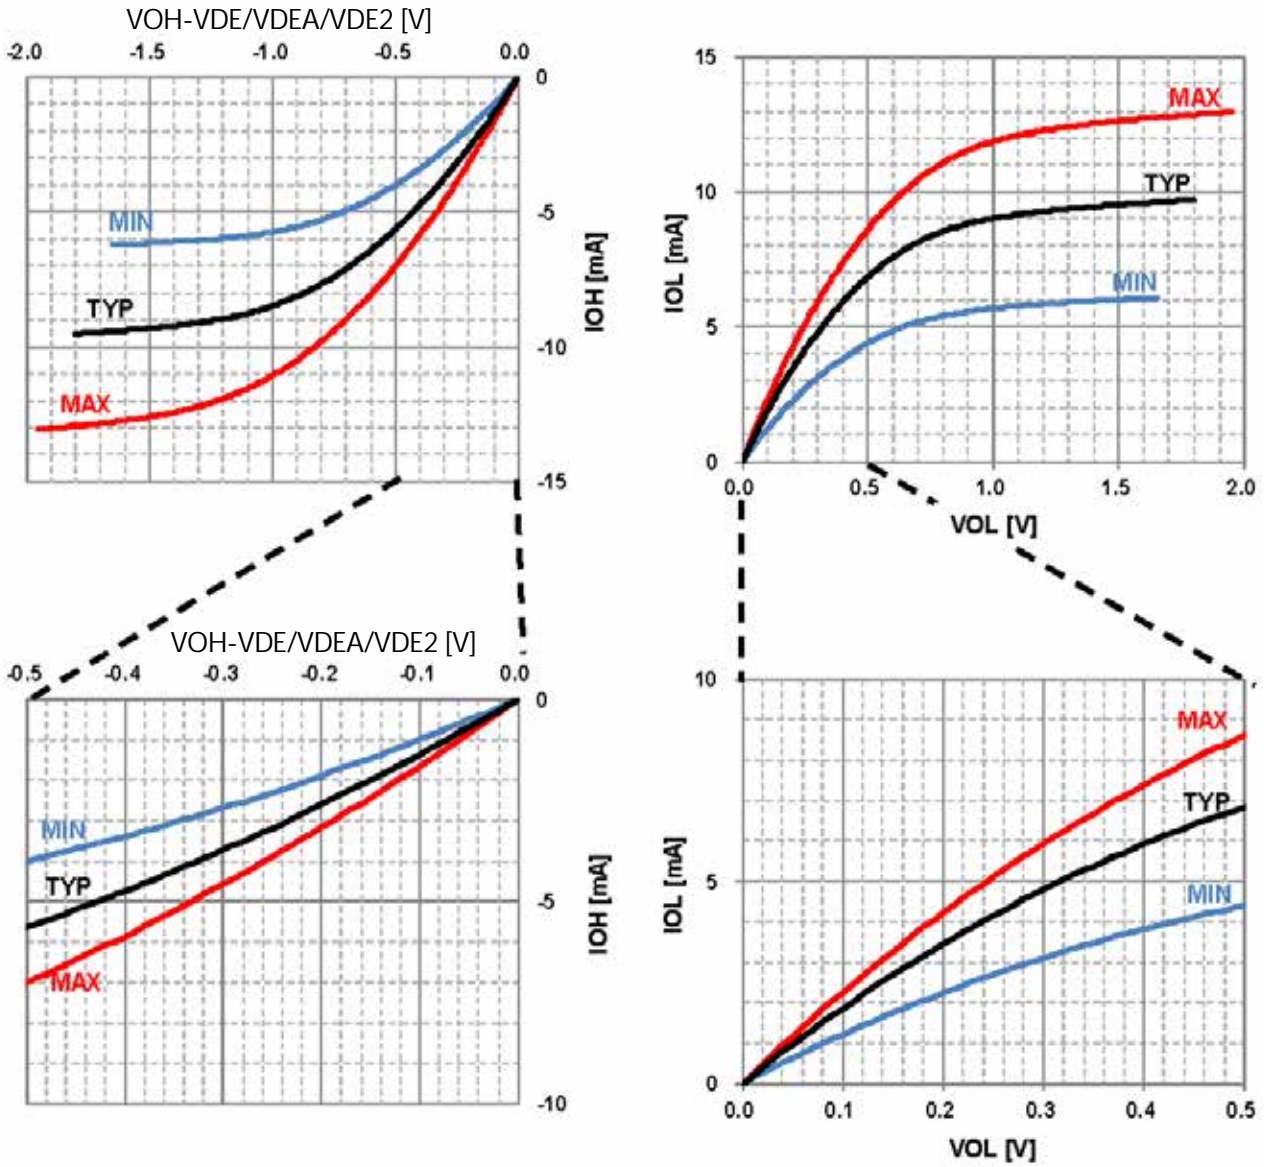 VOH-VDE/VDEA/VDE2 [V]
-2.0 -1.5 -1.0 -0.5 0.0
0
-5
-10
-15
IOH [mA]
MIN
TYP
MAX
15
10
5
0
IOL [mA]
MAX
TYP
MIN
0.0 0.5 1.0 1.5 2.0
VOL [V]
VOH-VDE/VDEA/VDE2 [V]
-0.5 -0.4 -0.3 -0.2 -0.1 0.0
0
-5
-10
IOH [mA]
MIN
TYP
MAX
10
5
0
IOL [mA]
MAX
TYP
MIN
0.0 0.1 0.2 0.3 0.4 0.5
VOL [V]